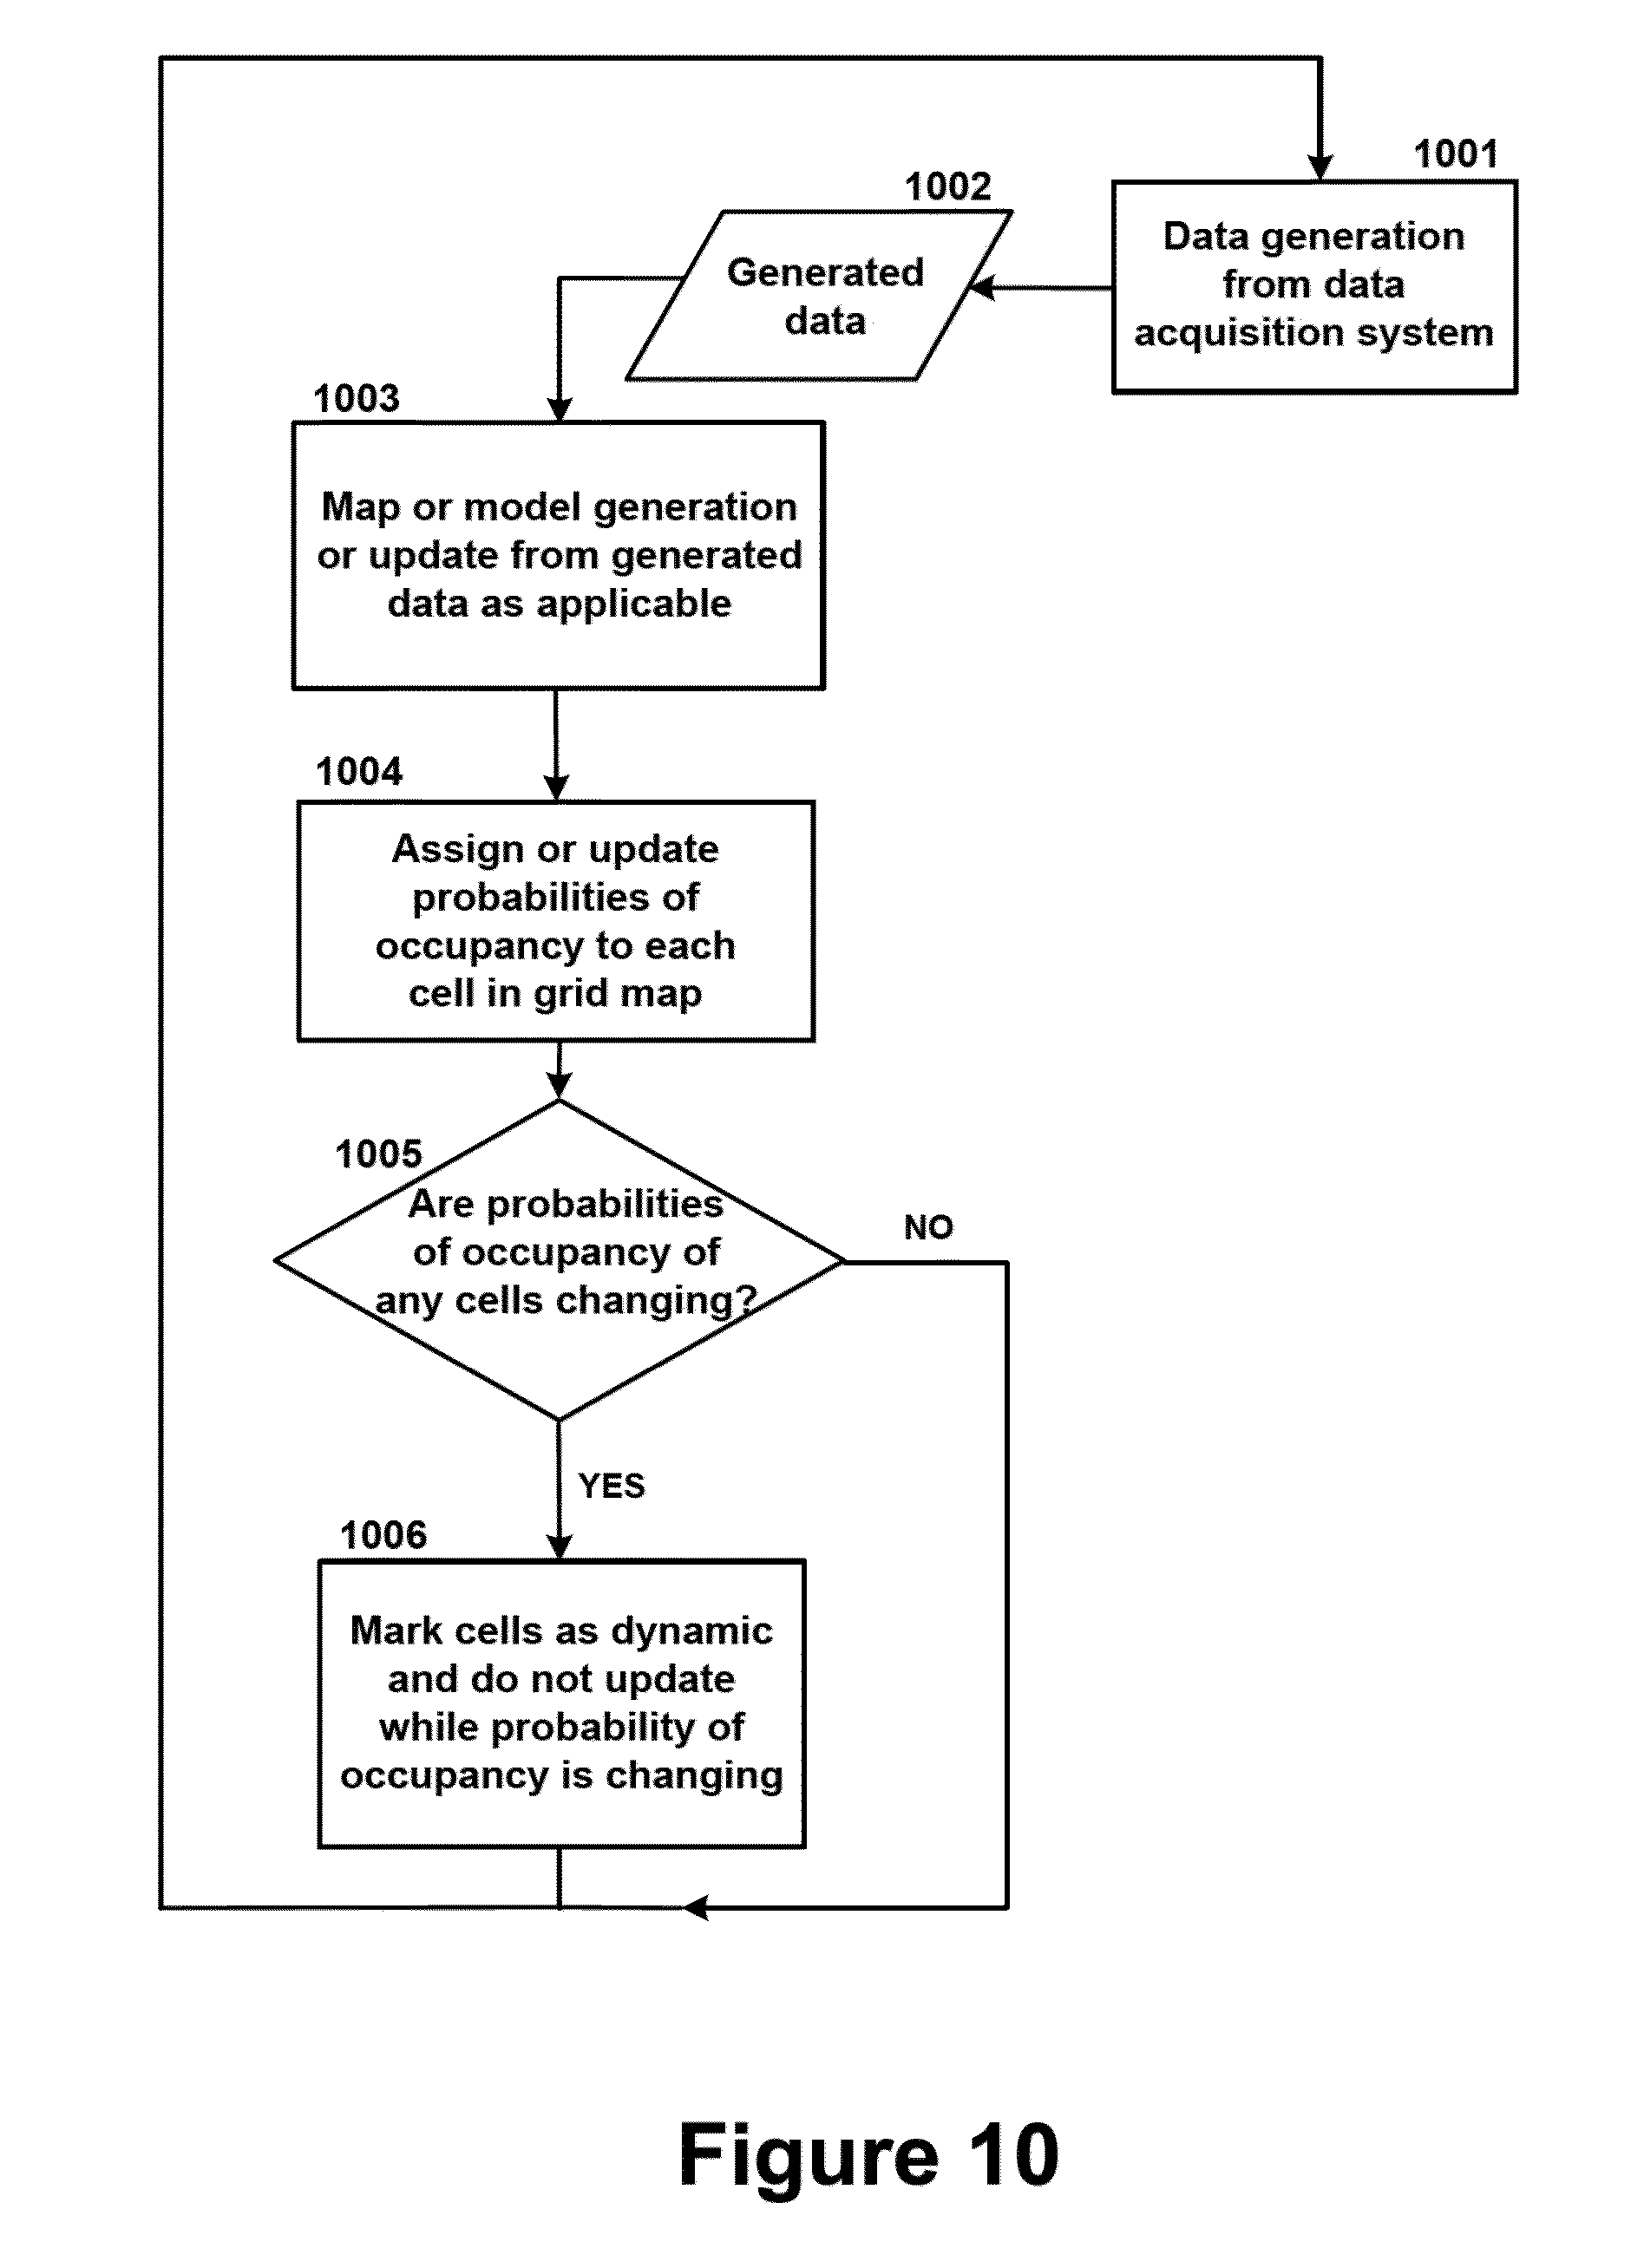 1001
Data generation
from data
acquisition system
1002
Generated
data
1003
Map or model generation
or update from generated
data as applicable
1004
Assign or update
probabilities of
occupancy to each
cell in grid map
1005
Are probabilities
of occupancy of
any cells changing?
NO
YES
1006
Mark cells as dynamic
and do not update
while probability of
occupancy is changing
Figure 10